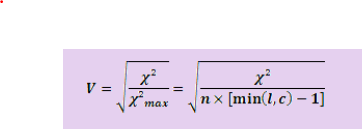 V = √(χ² / χ²max) = √(χ² / (n × [min(l, c) − 1]))